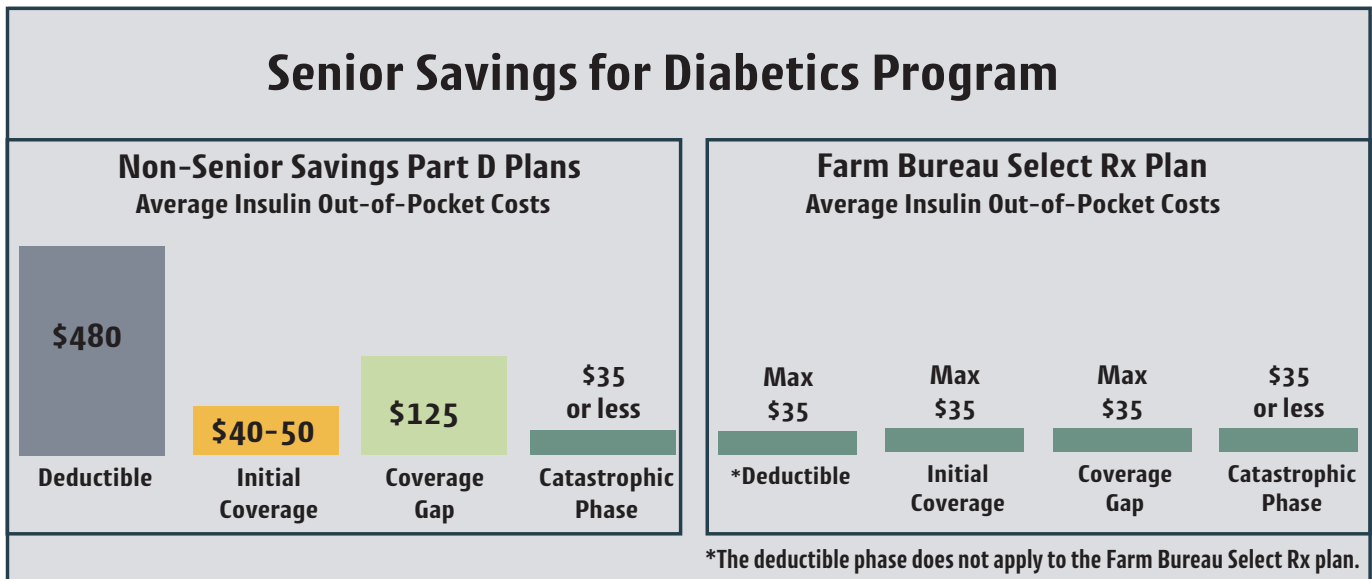 Senior Savings for Diabetics Program
Non-Senior Savings Part D Plans
Average Insulin Out-of-Pocket Costs
$480
$40-50
$125
$35
or less
Deductible
Initial
Coverage
Coverage
Gap
Catastrophic
Phase
Farm Bureau Select Rx Plan
Average Insulin Out-of-Pocket Costs
Max
$35
Max
$35
Max
$35
$35
or less
*Deductible
Initial
Coverage
Coverage
Gap
Catastrophic
Phase
*The deductible phase does not apply to the Farm Bureau Select Rx plan.